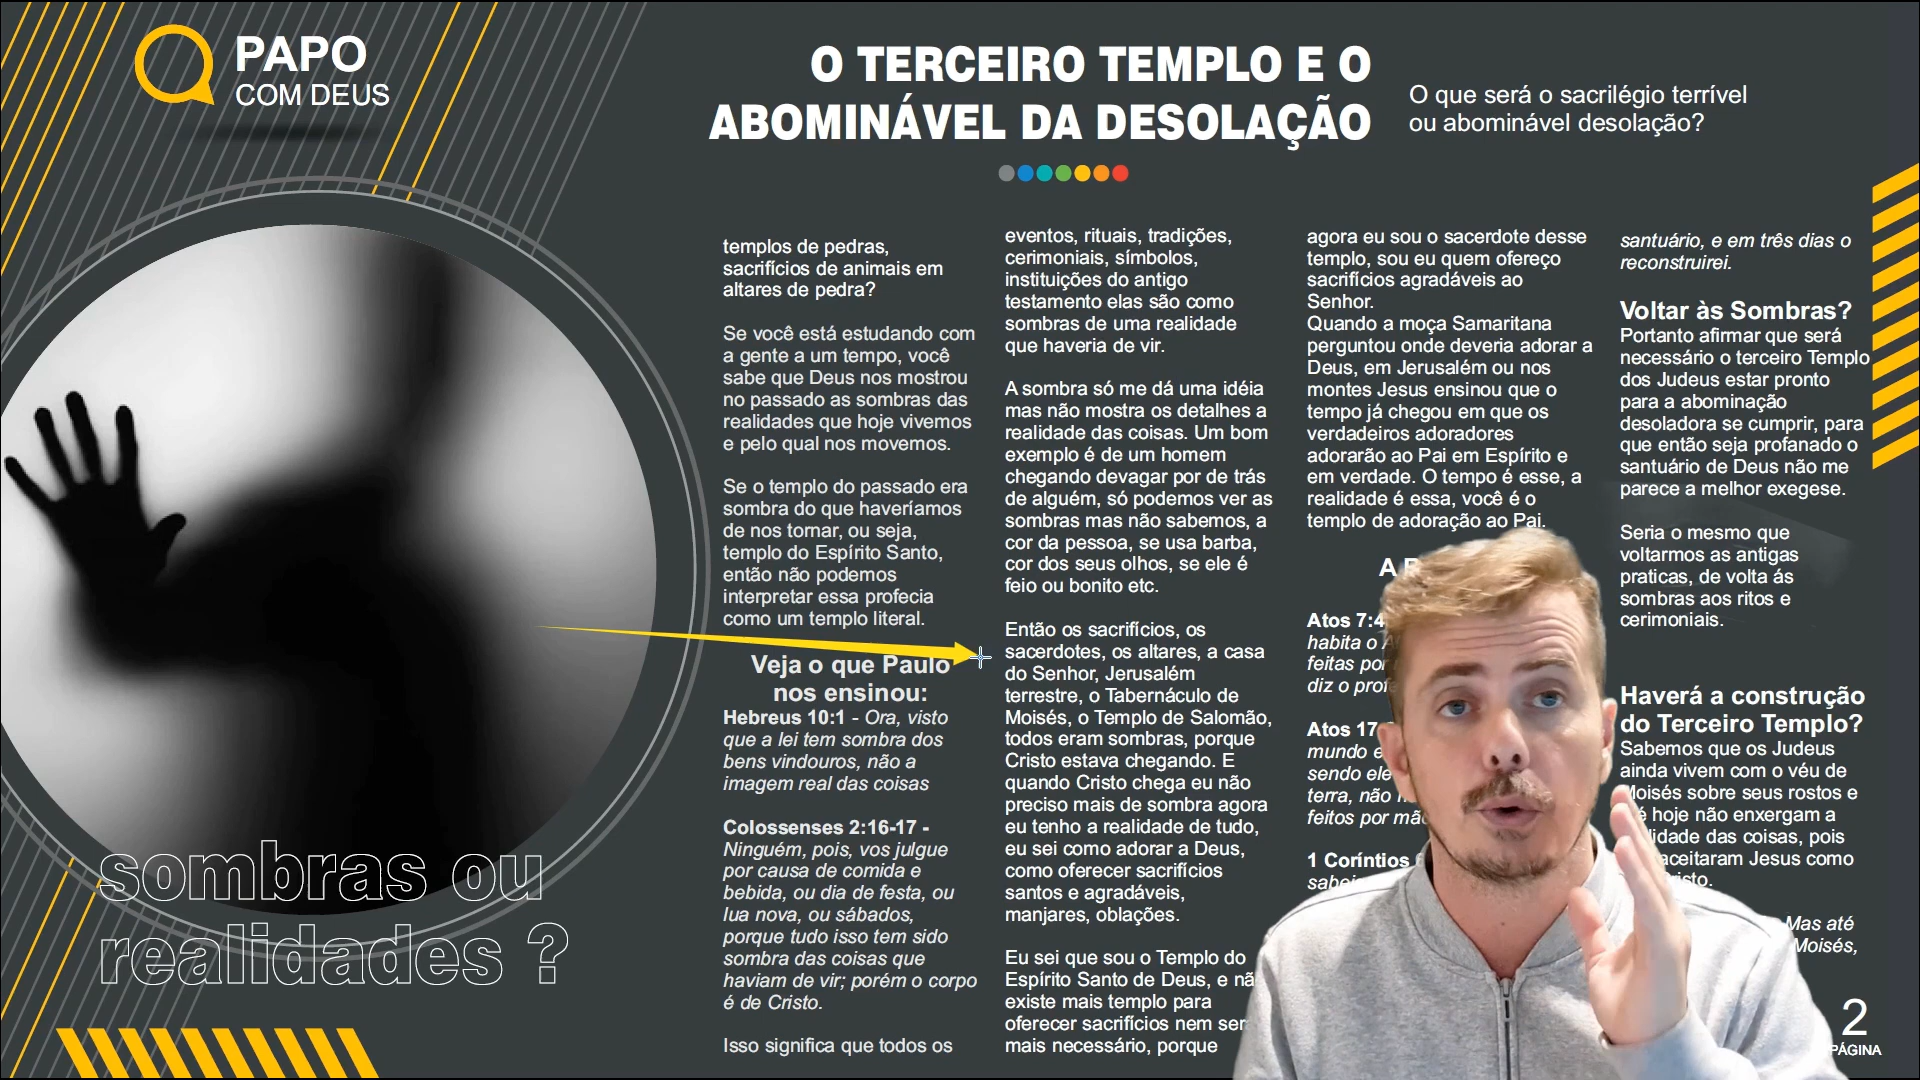 PAPO
COM DEUS
O TERCEIRO TEMPLO E O
ABOMINÁVEL DA DESOLAÇÃO
O que será o sacrilégio terrível
ou abominável desolação?
templos de pedras,
sacrifícios de animais em
altares de pedra?
Se você está estudando com
a gente a um tempo, você
sabe que Deus nos mostrou
no passado as sombras das
realidades que hoje vivemos
e pelo qual nos movemos.
Se o templo do passado era
sombra do que haveríamos
de nos tornar, ou seja,
templo do Espírito Santo,
então não podemos
interpretar essa profecia
como um templo literal.
Veja o que Paulo
nos ensinou:
Hebreus 10:1 - Ora, visto
que a lei tem sombra dos
bens vindouros, não a
imagem real das coisas
Colossenses 2:16-17 -
Ninguém, pois, vos julgue
por causa de comida e
bebida, ou dia de festa, ou
lua nova, ou sábados,
porque tudo isso tem sido
sombra das coisas que
haviam de vir; porém o corpo
é de Cristo.
Isso significa que todos os
eventos, rituais, tradições,
cerimoniais, símbolos,
instituições do antigo
testamento elas são como
sombras de uma realidade
que haveria de vir.
A sombra só me dá uma idéia
mas não mostra os detalhes a
realidade das coisas. Um bom
exemplo é de um homem
chegando devagar por de trás
de alguém, só podemos ver as
sombras mas não sabemos, a
cor da pessoa, se usa barba,
cor dos seus olhos, se ele é
feio ou bonito etc.
Então os sacrifícios, os
sacerdotes, os altares, a casa
do Senhor, Jerusalém
terrestre, o Tabernáculo de
Moisés, o Templo de Salomão,
todos eram sombras, porque
Cristo estava chegando. E
quando Cristo chega eu não
preciso mais de sombra agora
eu tenho a realidade de tudo,
eu sei como adorar a Deus,
como oferecer sacrifícios
santos e agradáveis,
manjares, oblações.
Eu sei que sou o Templo do
Espírito Santo de Deus, e
existe mais templo para
oferecer sacrifícios nem
mais necessário, porque
agora eu sou o sacerdote desse
templo, sou eu quem ofereço
sacrifícios agradáveis ao
Senhor.
Quando a moça Samaritana
perguntou onde deveria adorar a
Deus, em Jerusalém ou nos
montes Jesus ensinou que o
tempo já chegou em que os
verdadeiros adoradores
adorarão ao Pai em Espírito e
em verdade. O tempo é esse, a
realidade é essa, você é o
templo de adoração ao Pai.
A
Atos 7:4
habita o
feitas por
diz o
Atos 17
mundo e
sendo ele
terra, não
feitos por
1 Coríntios
santuário, e em três dias o
reconstruirei.
Voltar às Sombras?
Portanto afirmar que será
necessário o terceiro Templo
dos Judeus estar pronto
para a abominação
desoladora se cumprir, para
que então seja profanado o
santuário de Deus não me
parece a melhor exegese.
Seria o mesmo que
voltarmos as antigas
praticas, de volta ás
sombras aos ritos e
cerimoniais.
Haverá a construção
do Terceiro Templo?
Sabemos que os Judeus
ainda vivem com o véu de
Moisés sobre seus rostos e
hoje não enxergam a
das coisas, pois
aceitaram Jesus como
Mas até
Moisés,
sombras ou
realidades ?
2
PÁGINA